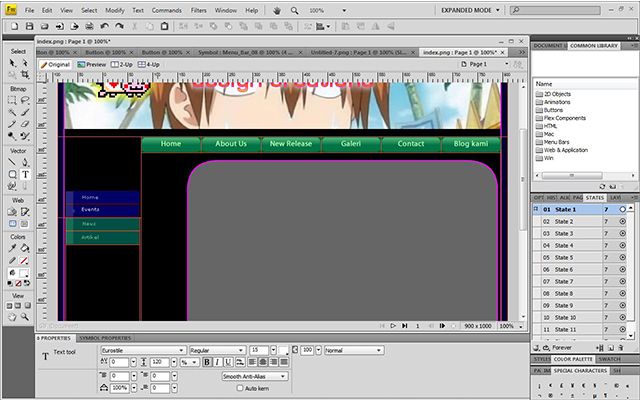 Fw File Edit View Select Modify Text Commands Filters Window Help 100% EXPANDED MODE
index.png: Page 1 @ 100%*
Button @ 100%* Button @ 100%* Symbol : Menu_Bar_08 @ 100% (4 ... Untitled-7.png : Page 1 @ 100% (SL... index.png : Page 1 @ 100%*
Original Preview 2-Up 4-Up Page 1
design creations
Home About Us New Release Galeri Contact Blog kami
Home
Events
News
Artikel
Select
Bitmap
Vector
Web
Colors
View
GIF Document
1 900 x 1000 100%
DOCUMENT COMMON LIBRARY
Name
2D Objects
Animations
Buttons
Flex Components
HTML
Mac
Menu Bars
Web & Application
Win
OPT HIST ALIG PAG STATES LAY
01 State 1 7
02 State 2 7
03 State 3 7
04 State 4 7
05 State 5 7
06 State 6 7
07 State 7 7
08 State 8 7
09 State 9 7
10 State 10 7
11 State 11 7
Forever
STYLES COLOR PALETTE SWATCH
PA IM SPECIAL CHARACTERS SH
PROPERTIES SYMBOL PROPERTIES
Text tool
Eurostile Regular 15 100 Normal
0 120 % B I U
0 0 Smooth Anti-Alias
100% 0 Auto kern